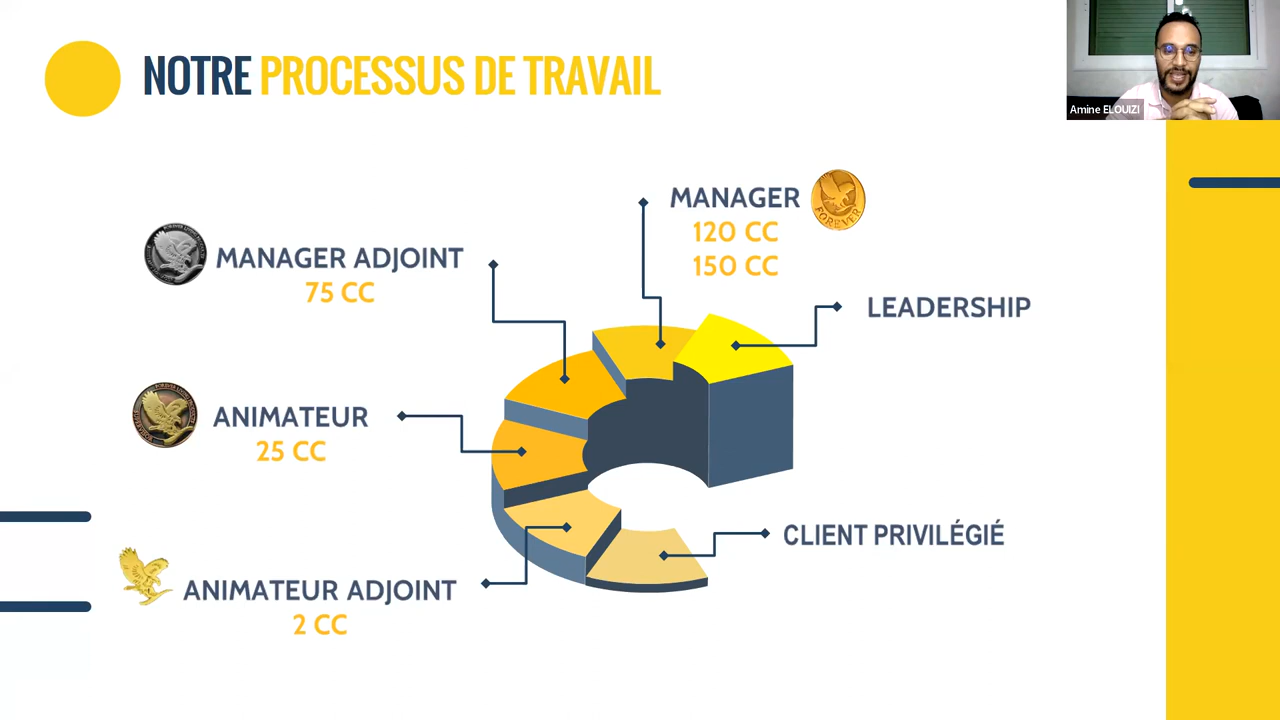 NOTRE PROCESSUS DE TRAVAIL
Amine ELOUIZI
MANAGER
120 CC
150 CC
FOREVER
MANAGER ADJOINT
75 CC
LEADERSHIP
ANIMATEUR
25 CC
CLIENT PRIVILÉGIÉ
ANIMATEUR ADJOINT
2 CC